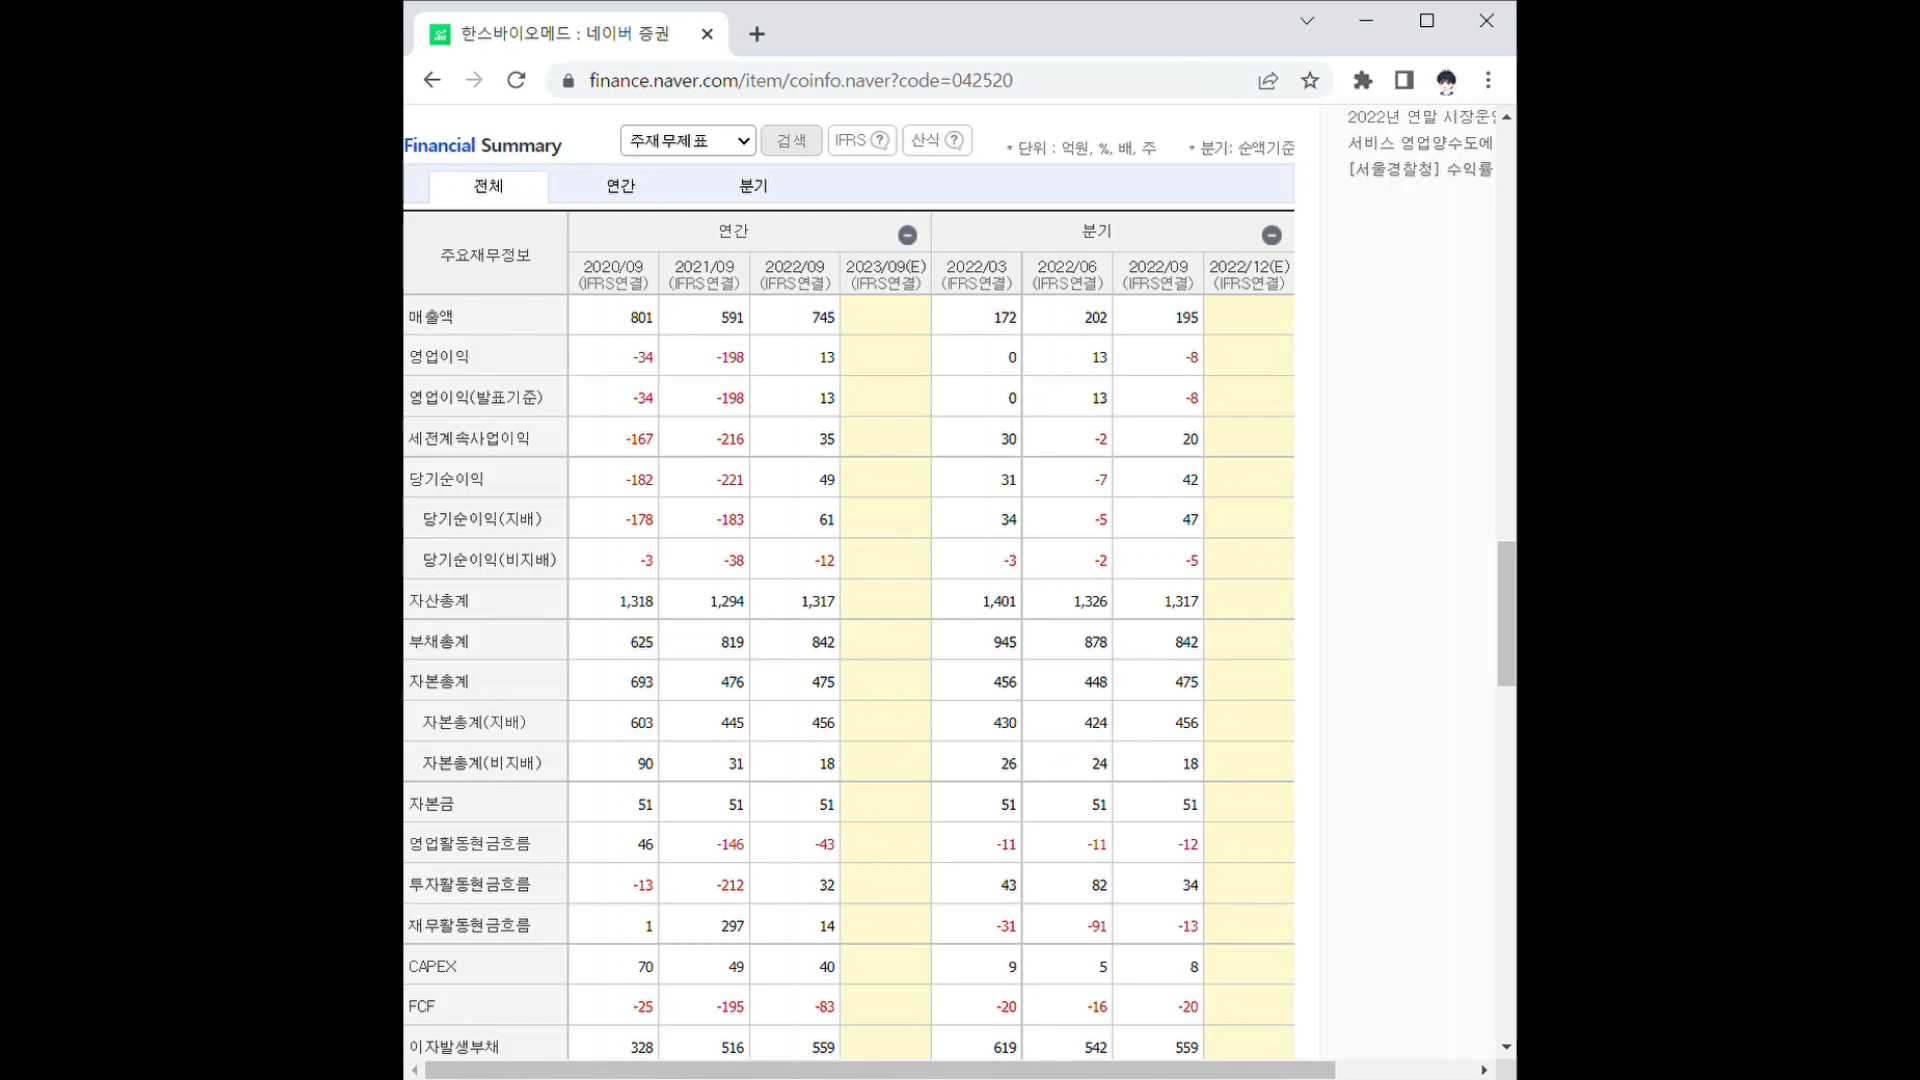 한스바이오메드 : 네이버 증권
finance.naver.com/item/coinfo.naver?code=042520
Financial Summary
주재무제표
검색
IFRS ?
산식 ?
* 단위 : 억원, %, 배, 주
* 분기: 순액기준
전체
연간
분기
주요재무정보
연간
분기
2020/09 (IFRS연결)
2021/09 (IFRS연결)
2022/09 (IFRS연결)
2023/09(E) (IFRS연결)
2022/03 (IFRS연결)
2022/06 (IFRS연결)
2022/09 (IFRS연결)
2022/12(E) (IFRS연결)
매출액 801 591 745 172 202 195
영업이익 -34 -198 13 0 13 -8
영업이익(발표기준) -34 -198 13 0 13 -8
세전계속사업이익 -167 -216 35 30 -2 20
당기순이익 -182 -221 49 31 -7 42
당기순이익(지배) -178 -183 61 34 -5 47
당기순이익(비지배) -3 -38 -12 -3 -2 -5
자산총계 1,318 1,294 1,317 1,401 1,326 1,317
부채총계 625 819 842 945 878 842
자본총계 693 476 475 456 448 475
자본총계(지배) 603 445 456 430 424 456
자본총계(비지배) 90 31 18 26 24 18
자본금 51 51 51 51 51 51
영업활동현금흐름 46 -146 -43 -11 -11 -12
투자활동현금흐름 -13 -212 32 43 82 34
재무활동현금흐름 1 297 14 -31 -91 -13
CAPEX 70 49 40 9 5 8
FCF -25 -195 -83 -20 -16 -20
이자발생부채 328 516 559 619 542 559
2022년 연말 시장운영
서비스 영업양수도에
[서울경찰청] 수익률